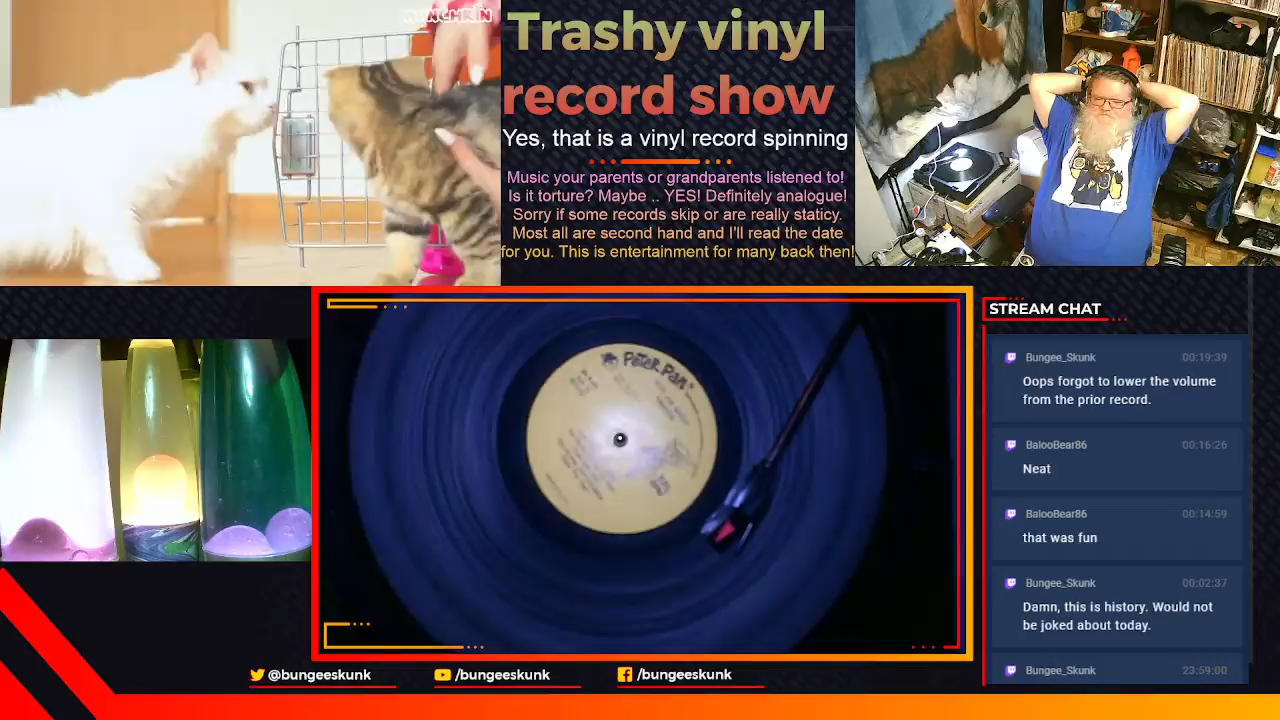 MUNCHKIN
Trashy vinyl
record show
Yes, that is a vinyl record spinning
Music your parents or grandparents listened to!
Is it torture? Maybe .. YES! Definitely analogue!
Sorry if some records skip or are really staticy.
Most all are second hand and I'll read the date
for you. This is entertainment for many back then!
Peter Pan
STREAM CHAT
Bungee_Skunk 00:19:39
Oops forgot to lower the volume
from the prior record.
BalooBear86 00:16:26
Neat
BalooBear86 00:14:59
that was fun
Bungee_Skunk 00:02:37
Damn, this is history. Would not
be joked about today.
Bungee_Skunk 23:59:00
@bungeeskunk
/bungeeskunk
/bungeeskunk